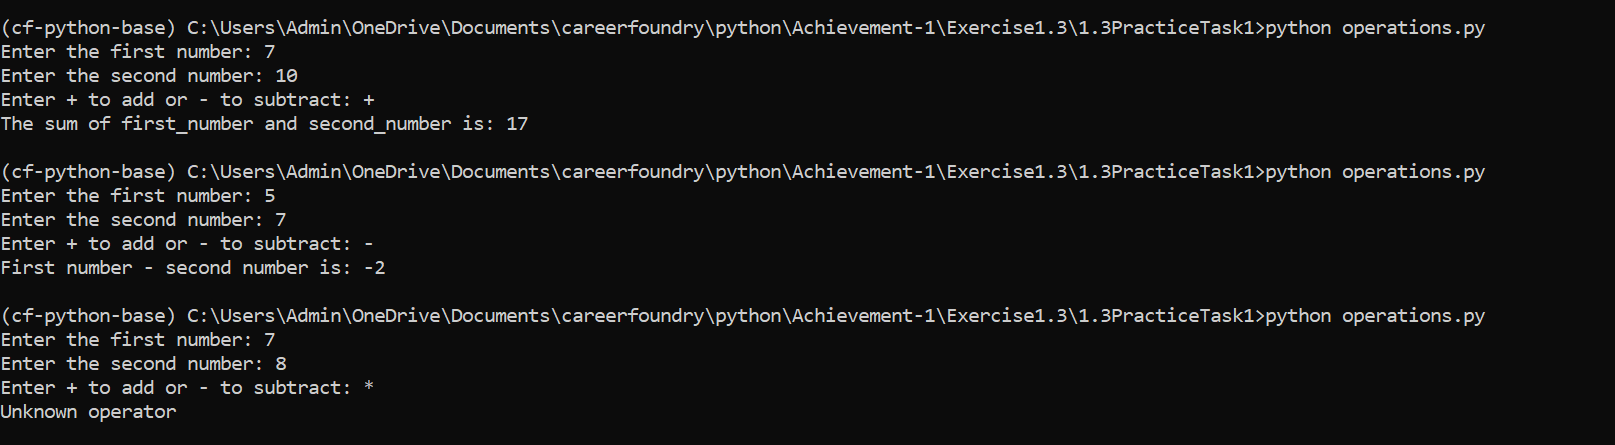 (cf-python-base) C:\Users\Admin\OneDrive\Documents\careerfoundry\python\Achievement-1\Exercise1.3\1.3PracticeTask1>python operations.py
Enter the first number: 7
Enter the second number: 10
Enter + to add or - to subtract: +
The sum of first_number and second_number is: 17
(cf-python-base) C:\Users\Admin\OneDrive\Documents\careerfoundry\python\Achievement-1\Exercise1.3\1.3PracticeTask1>python operations.py
Enter the first number: 5
Enter the second number: 7
Enter + to add or - to subtract: -
First number - second number is: -2
(cf-python-base) C:\Users\Admin\OneDrive\Documents\careerfoundry\python\Achievement-1\Exercise1.3\1.3PracticeTask1>python operations.py
Enter the first number: 7
Enter the second number: 8
Enter + to add or - to subtract: *
Unknown operator